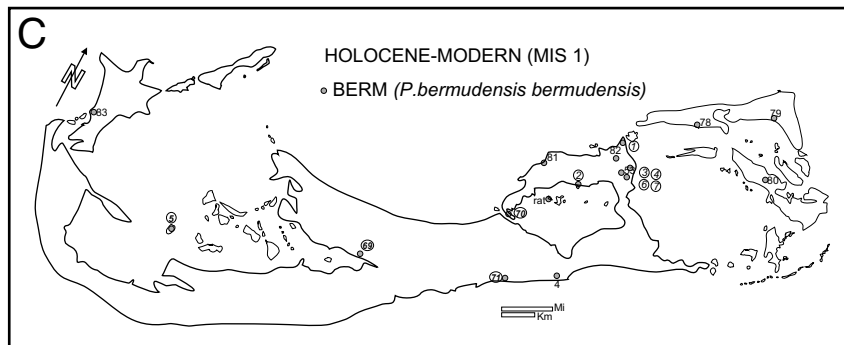 C
HOLOCENE-MODERN (MIS 1)
BERM (P.bermudensis bermudensis)
N
83
79
78
1
82
81
3 4
2
80
6 7
rat
70
5
69
71
4
Mi
Km